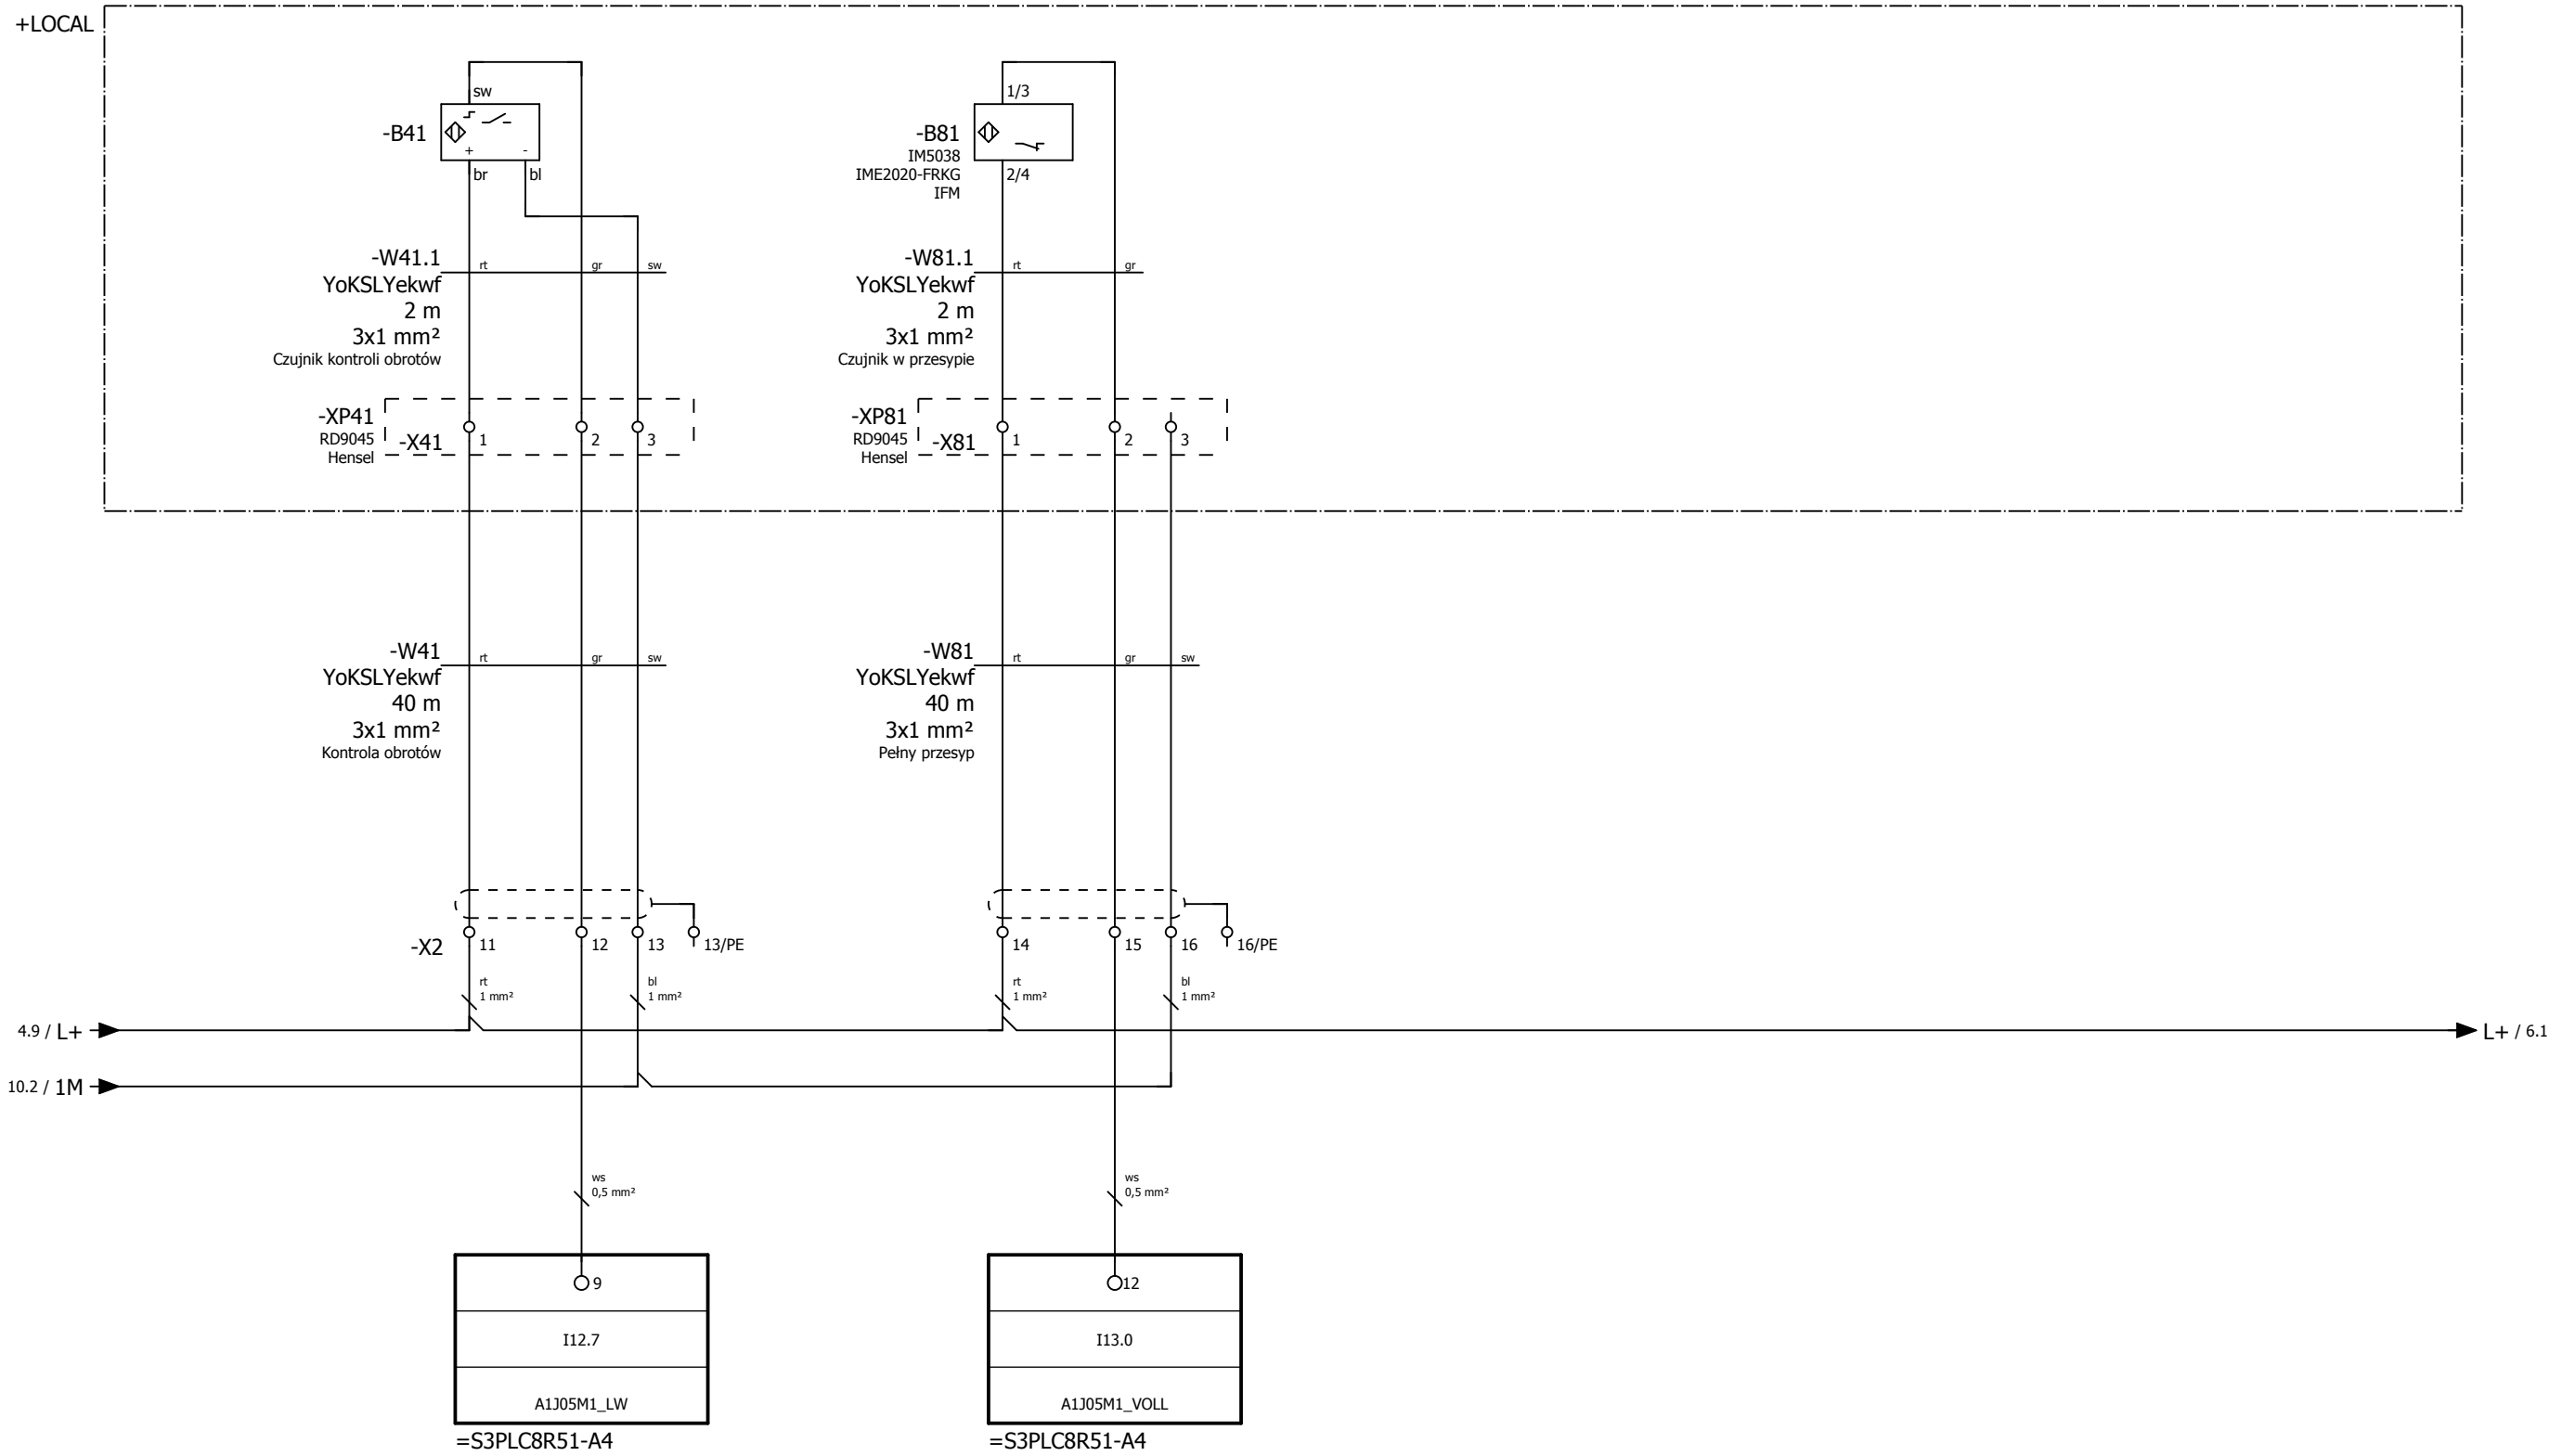 +LOCAL
sw
-B41
+ -
br bl
1/3
-B81
IM5038
IME2020-FRKG
IFM
2/4
-W41.1
YoKSLYekwf
2 m
3x1 mm²
Czujnik kontroli obrotów
rt gr sw
-W81.1
YoKSLYekwf
2 m
3x1 mm²
Czujnik w przesypie
rt gr
-XP41
RD9045
Hensel
-X41 1 2 3
-XP81
RD9045
Hensel
-X81 1 2 3
-W41
YoKSLYekwf
40 m
3x1 mm²
Kontrola obrotów
rt gr sw
-W81
YoKSLYekwf
40 m
3x1 mm²
Pełny przesyp
rt gr sw
-X2 11 12 13 13/PE
14 15 16 16/PE
rt
1 mm²
bl
1 mm²
rt
1 mm²
bl
1 mm²
4.9 / L+
L+ / 6.1
10.2 / 1M
ws
0,5 mm²
ws
0,5 mm²
9
I12.7
A1J05M1_LW
=S3PLC8R51-A4
12
I13.0
A1J05M1_VOLL
=S3PLC8R51-A4